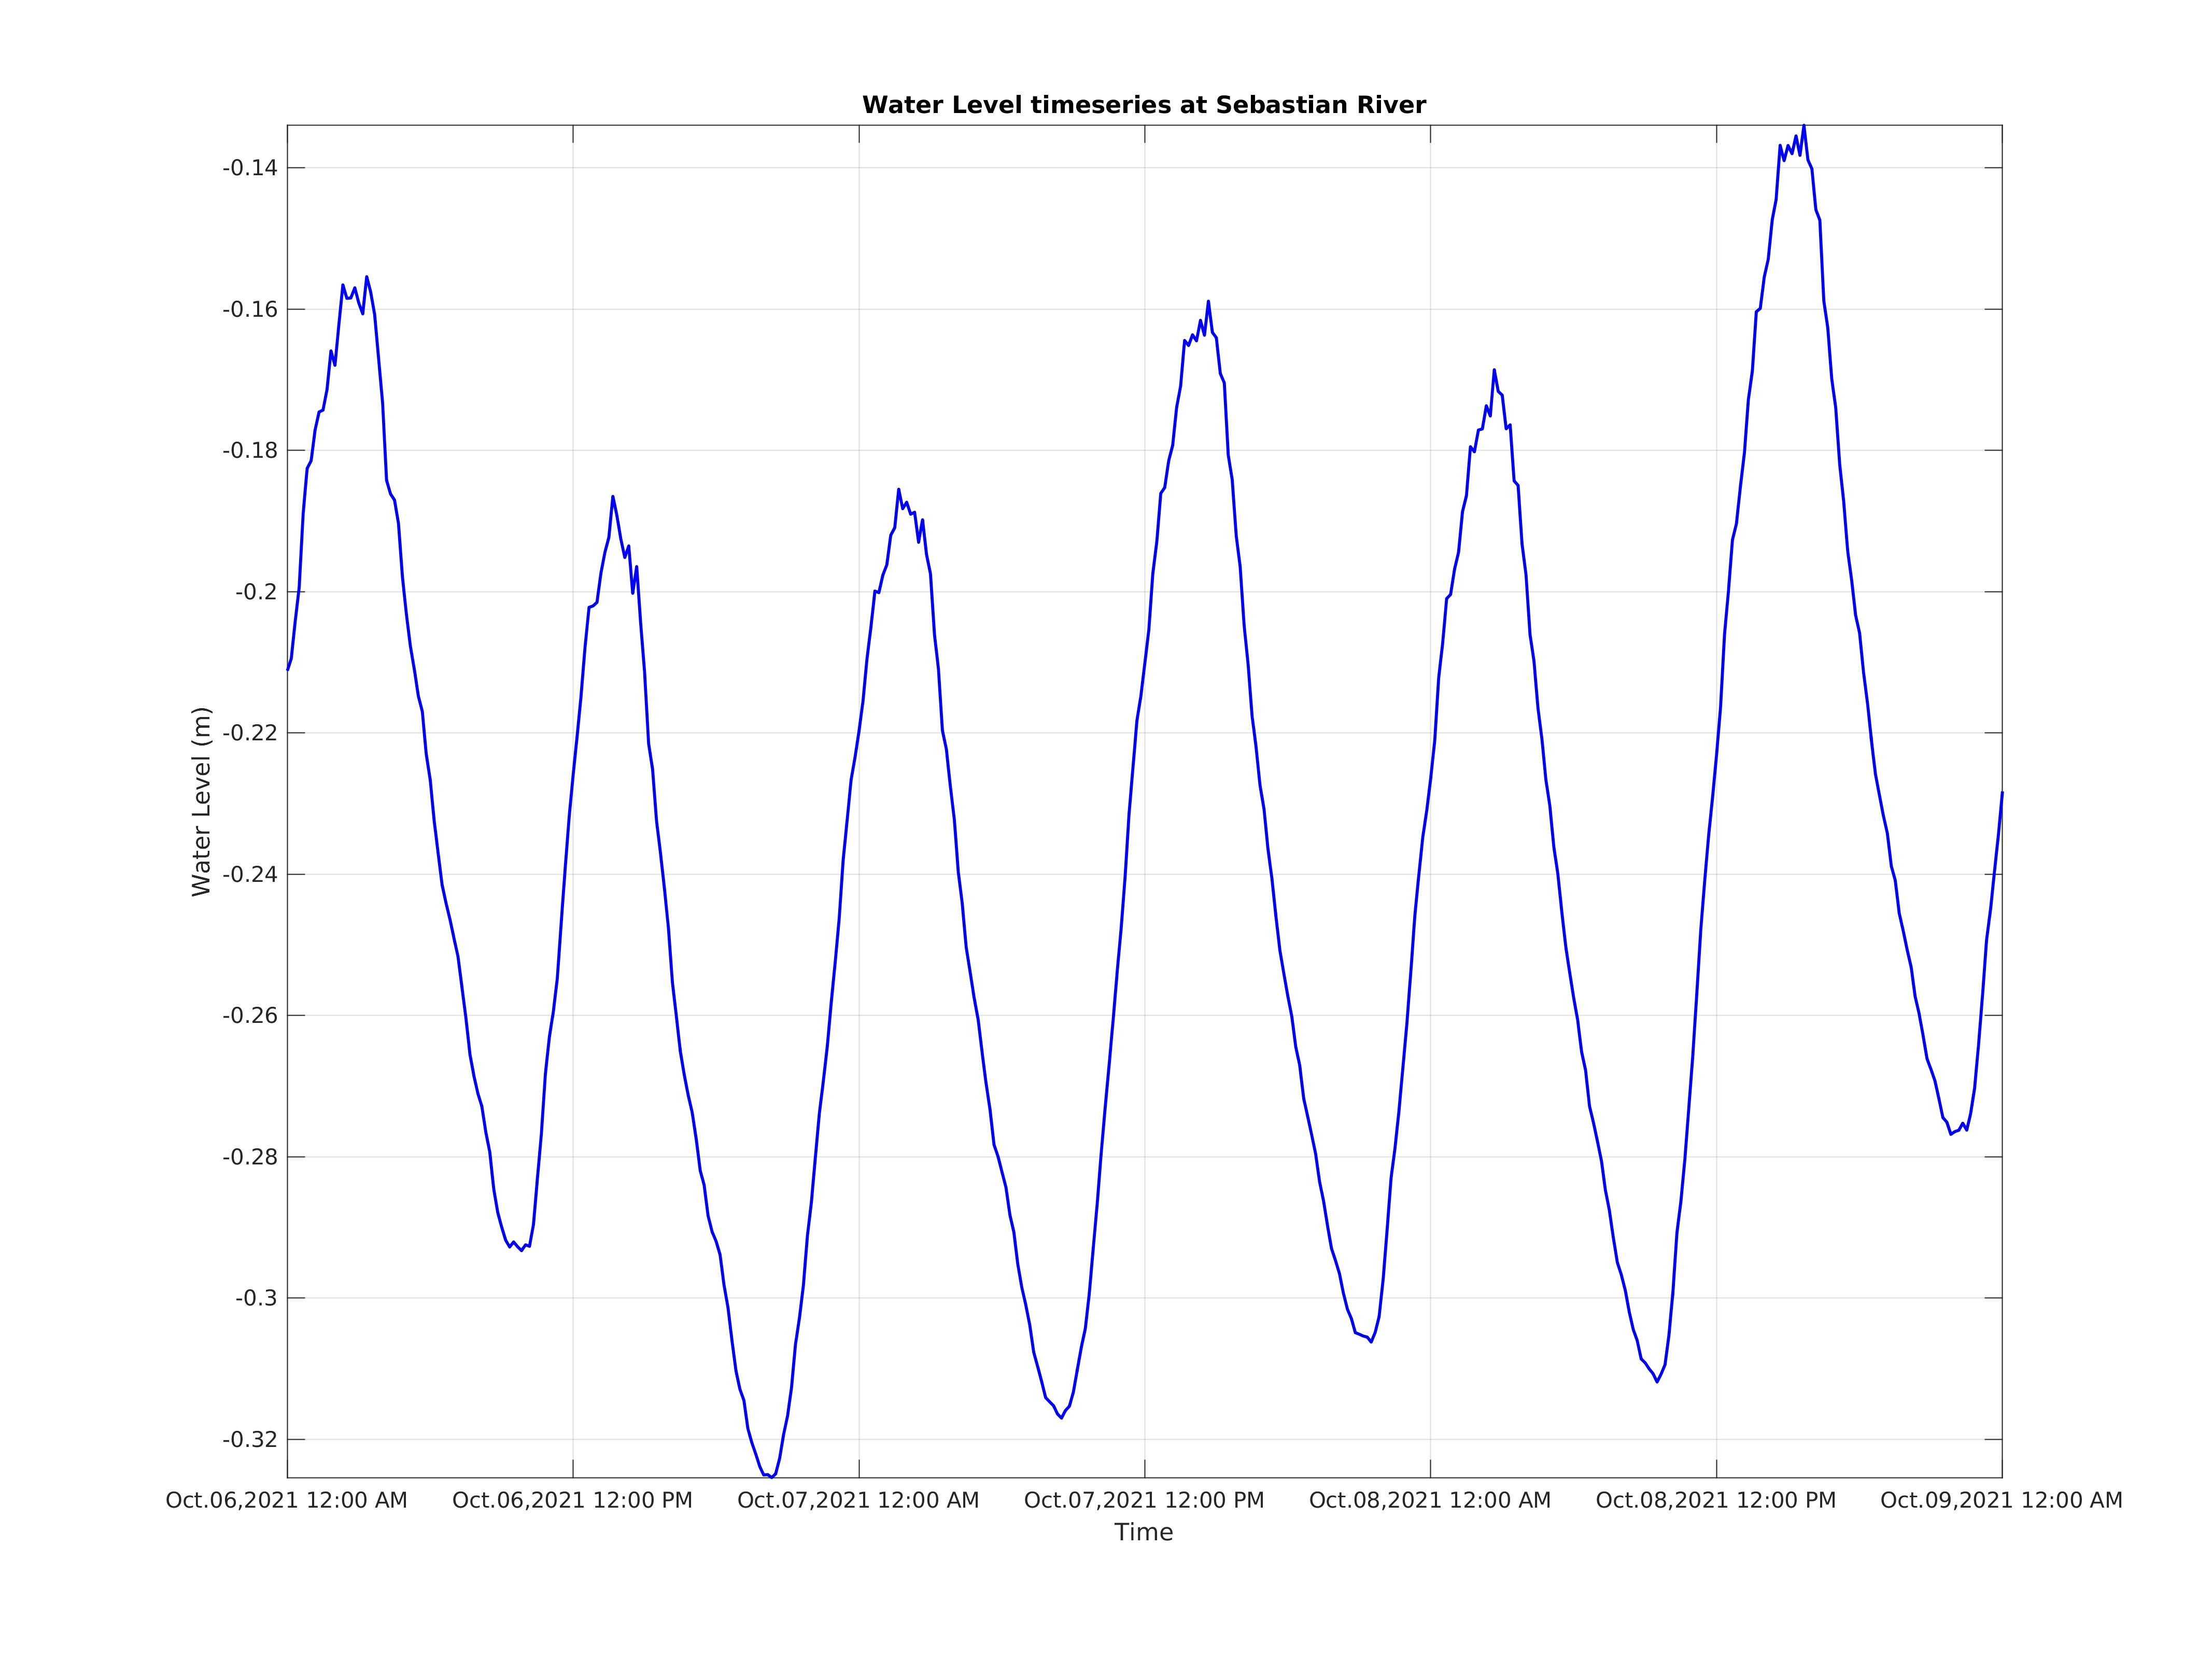 Water Level timeseries at Sebastian River
-0.14
-0.16
-0.18
-0.2
-0.22
-0.24
-0.26
-0.28
-0.3
-0.32
Water Level (m)
Oct.06,2021 12:00 AM Oct.06,2021 12:00 PM Oct.07,2021 12:00 AM Oct.07,2021 12:00 PM Oct.08,2021 12:00 AM Oct.08,2021 12:00 PM Oct.09,2021 12:00 AM
Time